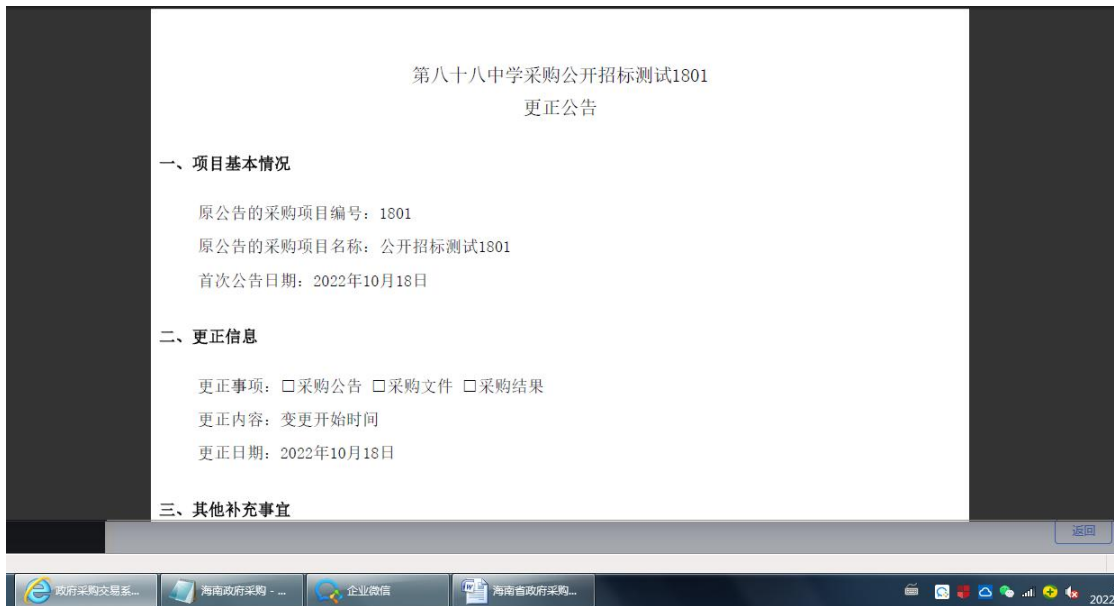 第八十八中学采购公开招标测试1801
更正公告
一、项目基本情况
原公告的采购项目编号：1801
原公告的采购项目名称：公开招标测试1801
首次公告日期：2022年10月18日
二、更正信息
更正事项：□采购公告 □采购文件 □采购结果
更正内容：变更开始时间
更正日期：2022年10月18日
三、其他补充事宜
返回
政府采购交易系...
海南政府采购 - ...
企业微信
海南省政府采购...
2022